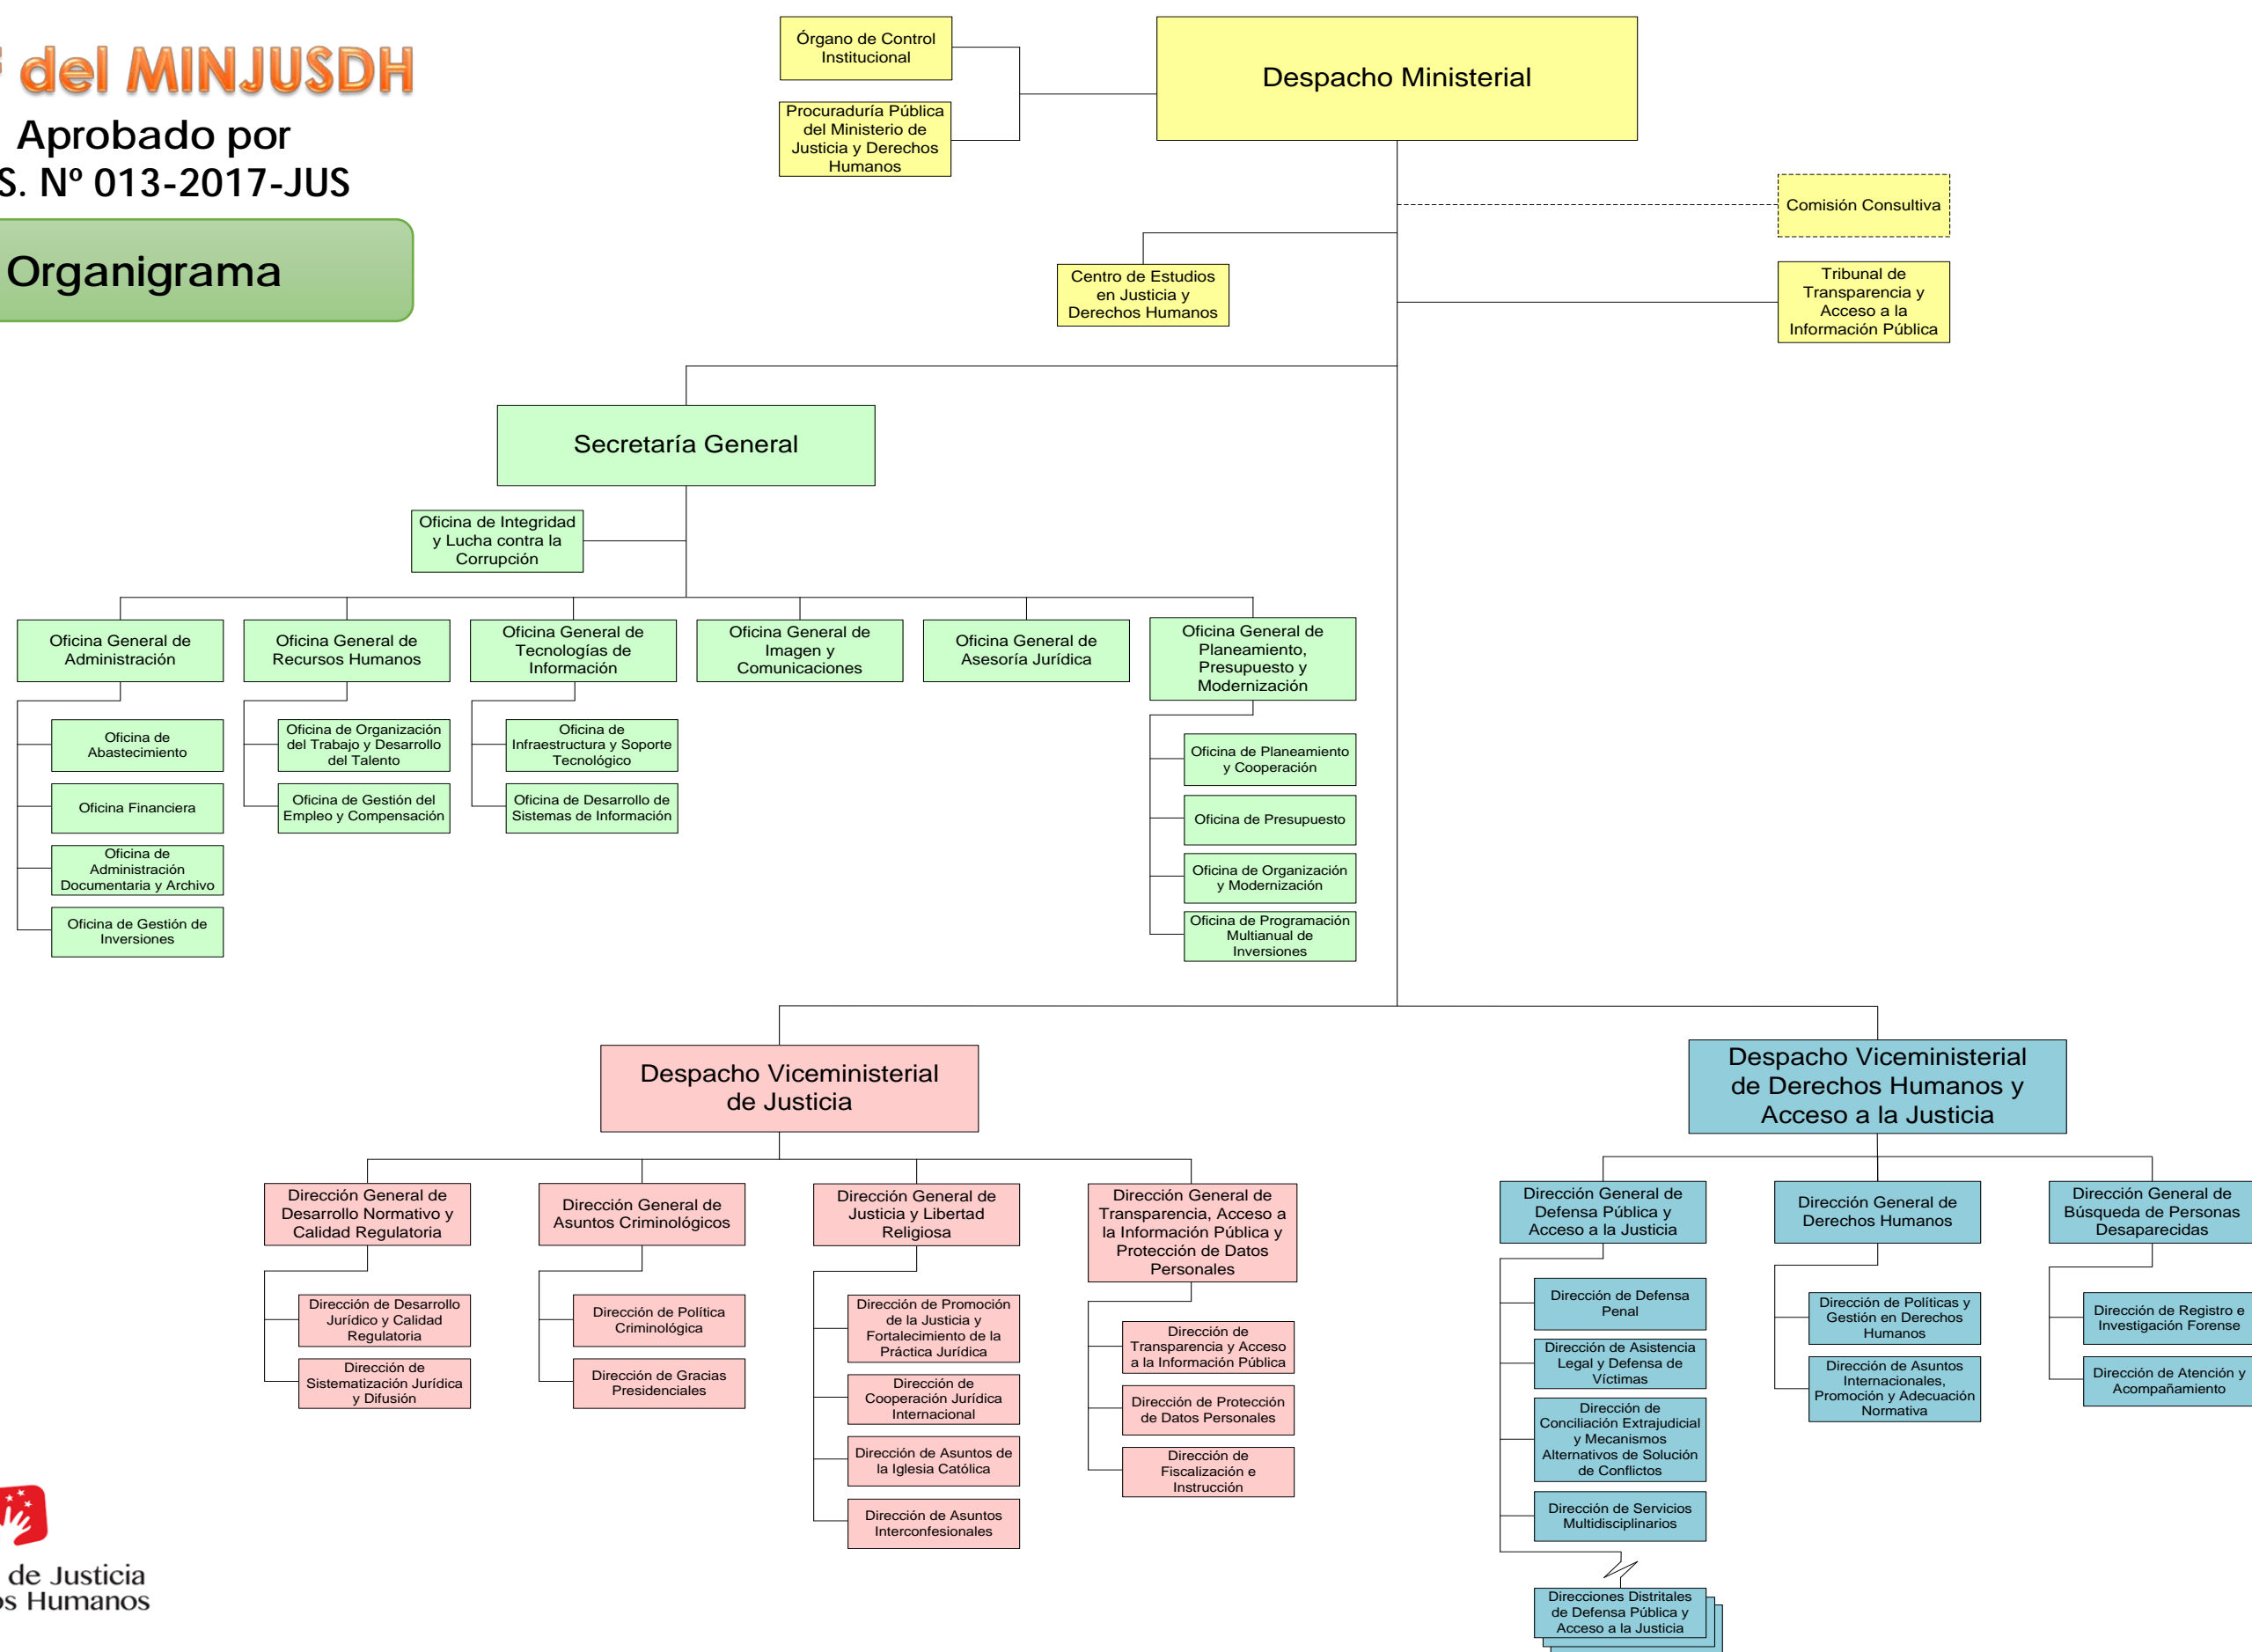 del MINJUSDH
Aprobado por
S. Nº 013-2017-JUS
Organigrama
Órgano de Control
Institucional
Procuraduría Pública
del Ministerio de
Justicia y Derechos
Humanos
Despacho Ministerial
Comisión Consultiva
Centro de Estudios
en Justicia y
Derechos Humanos
Tribunal de
Transparencia y
Acceso a la
Información Pública
Secretaría General
Oficina de Integridad
y Lucha contra la
Corrupción
Oficina General de
Administración
Oficina de
Abastecimiento
Oficina Financiera
Oficina de
Administración
Documentaria y Archivo
Oficina de Gestión de
Inversiones
Oficina General de
Recursos Humanos
Oficina de Organización
del Trabajo y Desarrollo
del Talento
Oficina de Gestión del
Empleo y Compensación
Oficina General de
Tecnologías de
Información
Oficina de
Infraestructura y Soporte
Tecnológico
Oficina de Desarrollo de
Sistemas de Información
Oficina General de
Imagen y
Comunicaciones
Oficina General de
Asesoría Jurídica
Oficina General de
Planeamiento,
Presupuesto y
Modernización
Oficina de Planeamiento
y Cooperación
Oficina de Presupuesto
Oficina de Organización
y Modernización
Oficina de Programación
Multianual de
Inversiones
Despacho Viceministerial
de Justicia
Dirección General de
Desarrollo Normativo y
Calidad Regulatoria
Dirección de Desarrollo
Jurídico y Calidad
Regulatoria
Dirección de
Sistematización Jurídica
y Difusión
Dirección General de
Asuntos Criminológicos
Dirección de Política
Criminológica
Dirección de Gracias
Presidenciales
Dirección General de
Justicia y Libertad
Religiosa
Dirección de Promoción
de la Justicia y
Fortalecimiento de la
Práctica Jurídica
Dirección de
Cooperación Jurídica
Internacional
Dirección de Asuntos de
la Iglesia Católica
Dirección de Asuntos
Interconfesionales
Dirección General de
Transparencia, Acceso a
la Información Pública y
Protección de Datos
Personales
Dirección de
Transparencia y Acceso
a la Información Pública
Dirección de Protección
de Datos Personales
Dirección de
Fiscalización e
Instrucción
Despacho Viceministerial
de Derechos Humanos y
Acceso a la Justicia
Dirección General de
Defensa Pública y
Acceso a la Justicia
Dirección de Defensa
Penal
Dirección de Asistencia
Legal y Defensa de
Víctimas
Dirección de
Conciliación Extrajudicial
y Mecanismos
Alternativos de Solución
de Conflictos
Dirección de Servicios
Multidisciplinarios
Direcciones Distritales
de Defensa Pública y
Acceso a la Justicia
Dirección General de
Derechos Humanos
Dirección de Políticas y
Gestión en Derechos
Humanos
Dirección de Asuntos
Internacionales,
Promoción y Adecuación
Normativa
Dirección General de
Búsqueda de Personas
Desaparecidas
Dirección de Registro e
Investigación Forense
Dirección de Atención y
Acompañamiento
de Justicia
os Humanos